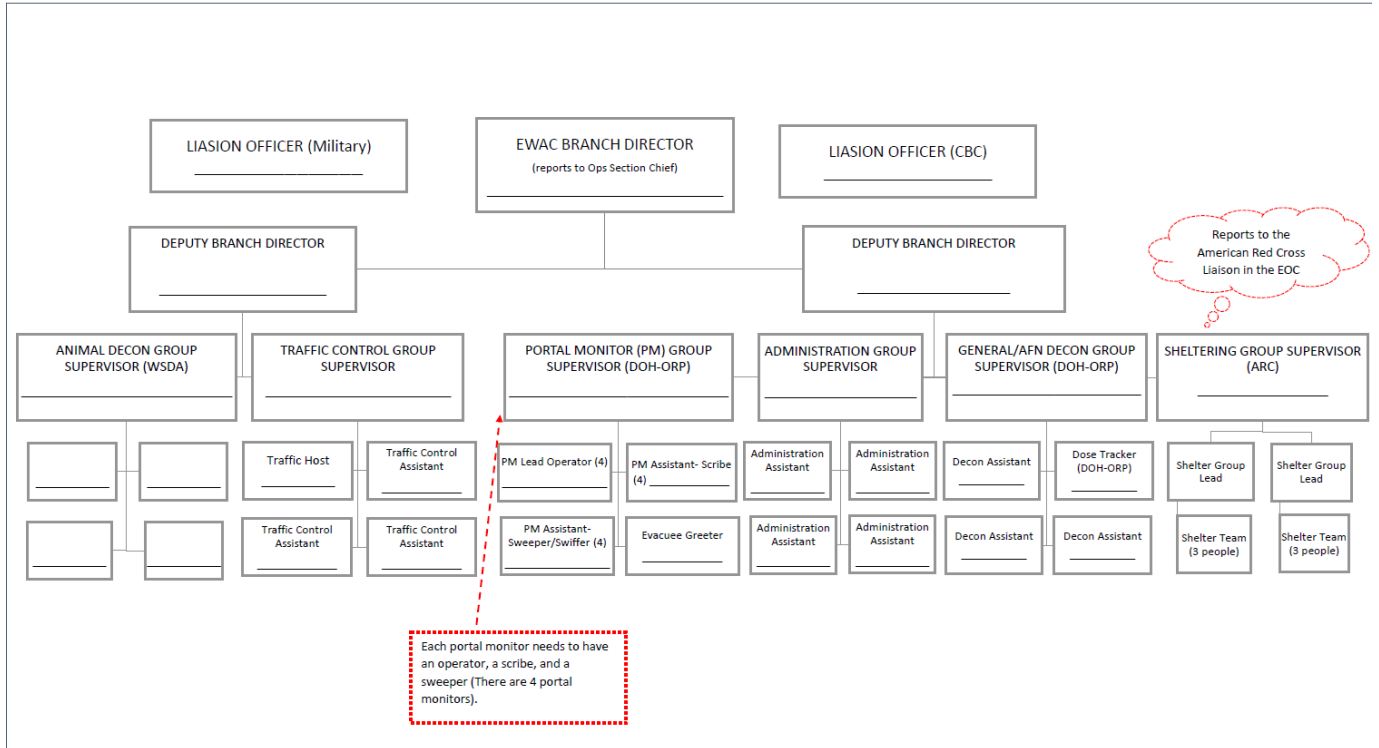 LIASION OFFICER (Military)
EWAC BRANCH DIRECTOR
(reports to Ops Section Chief)
LIASION OFFICER (CBC)
DEPUTY BRANCH DIRECTOR
DEPUTY BRANCH DIRECTOR
Reports to the
American Red Cross
Liaison in the EOC
ANIMAL DECON GROUP
SUPERVISOR (WSDA)
TRAFFIC CONTROL GROUP
SUPERVISOR
PORTAL MONITOR (PM) GROUP
SUPERVISOR (DOH-ORP)
ADMINISTRATION GROUP
SUPERVISOR
GENERAL/AFN DECON GROUP
SUPERVISOR (DOH-ORP)
SHELTERING GROUP SUPERVISOR
(ARC)
Traffic Host
Traffic Control
Assistant
PM Lead Operator (4)
PM Assistant- Scribe
(4)
Administration
Assistant
Administration
Assistant
Decon Assistant
Dose Tracker
(DOH-ORP)
Shelter Group
Lead
Shelter Group
Lead
Traffic Control
Assistant
Traffic Control
Assistant
PM Assistant-
Sweeper/Swiffer (4)
Evacuee Greeter
Administration
Assistant
Administration
Assistant
Decon Assistant
Decon Assistant
Shelter Team
(3 people)
Shelter Team
(3 people)
Each portal monitor needs to have
an operator, a scribe, and a
sweeper (There are 4 portal
monitors).